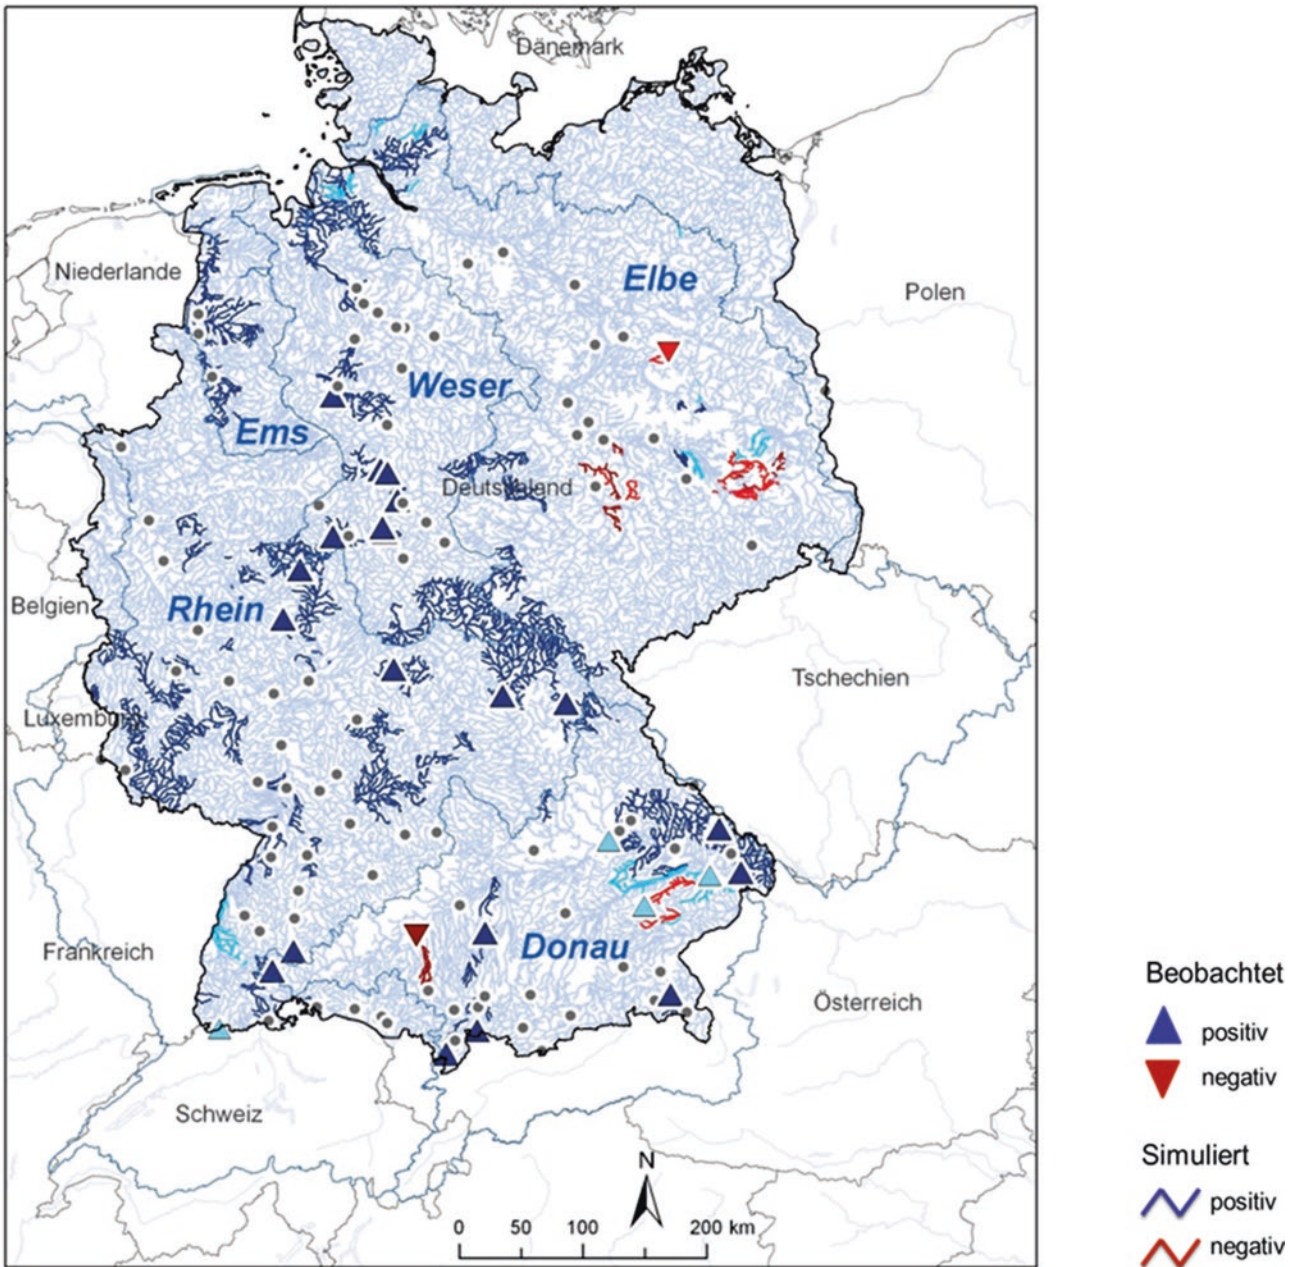 Dänemark
Niederlande
Elbe
Polen
Weser
Ems
Deutschland
Rhein
Belgien
Tschechien
Luxemburg
Donau
Frankreich
Österreich
Schweiz
N
0 50 100 200 km
Beobachtet
positiv
negativ
Simuliert
positiv
negativ